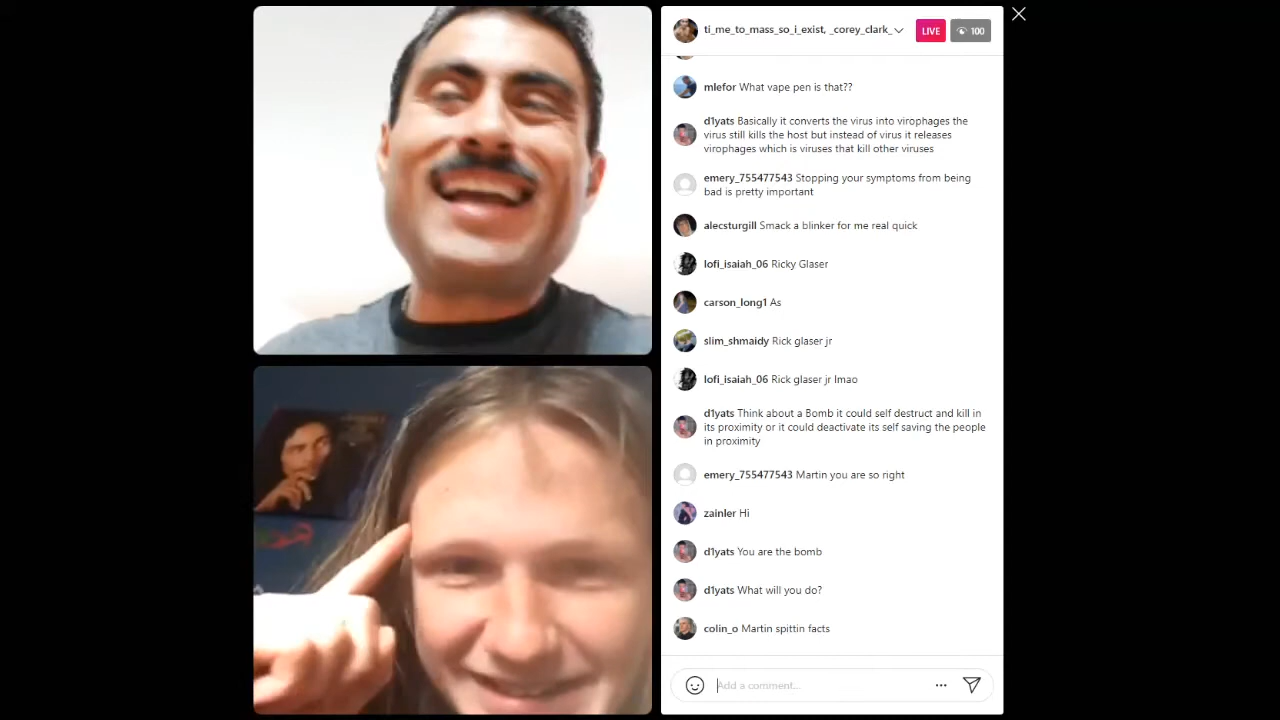 ti_me_to_mass_so_i_exist, _corey_clark_
LIVE
100
mlefor What vape pen is that??
d1yats Basically it converts the virus into virophages the
virus still kills the host but instead of virus it releases
virophages which is viruses that kill other viruses
emery_755477543 Stopping your symptoms from being
bad is pretty important
alecsturgill Smack a blinker for me real quick
lofi_isaiah_06 Ricky Glaser
carson_long1 As
slim_shmaidy Rick glaser jr
lofi_isaiah_06 Rick glaser jr lmao
d1yats Think about a Bomb it could self destruct and kill in
its proximity or it could deactivate its self saving the people
in proximity
emery_755477543 Martin you are so right
zainler Hi
d1yats You are the bomb
d1yats What will you do?
colin_o Martin spittin facts
Add a comment...